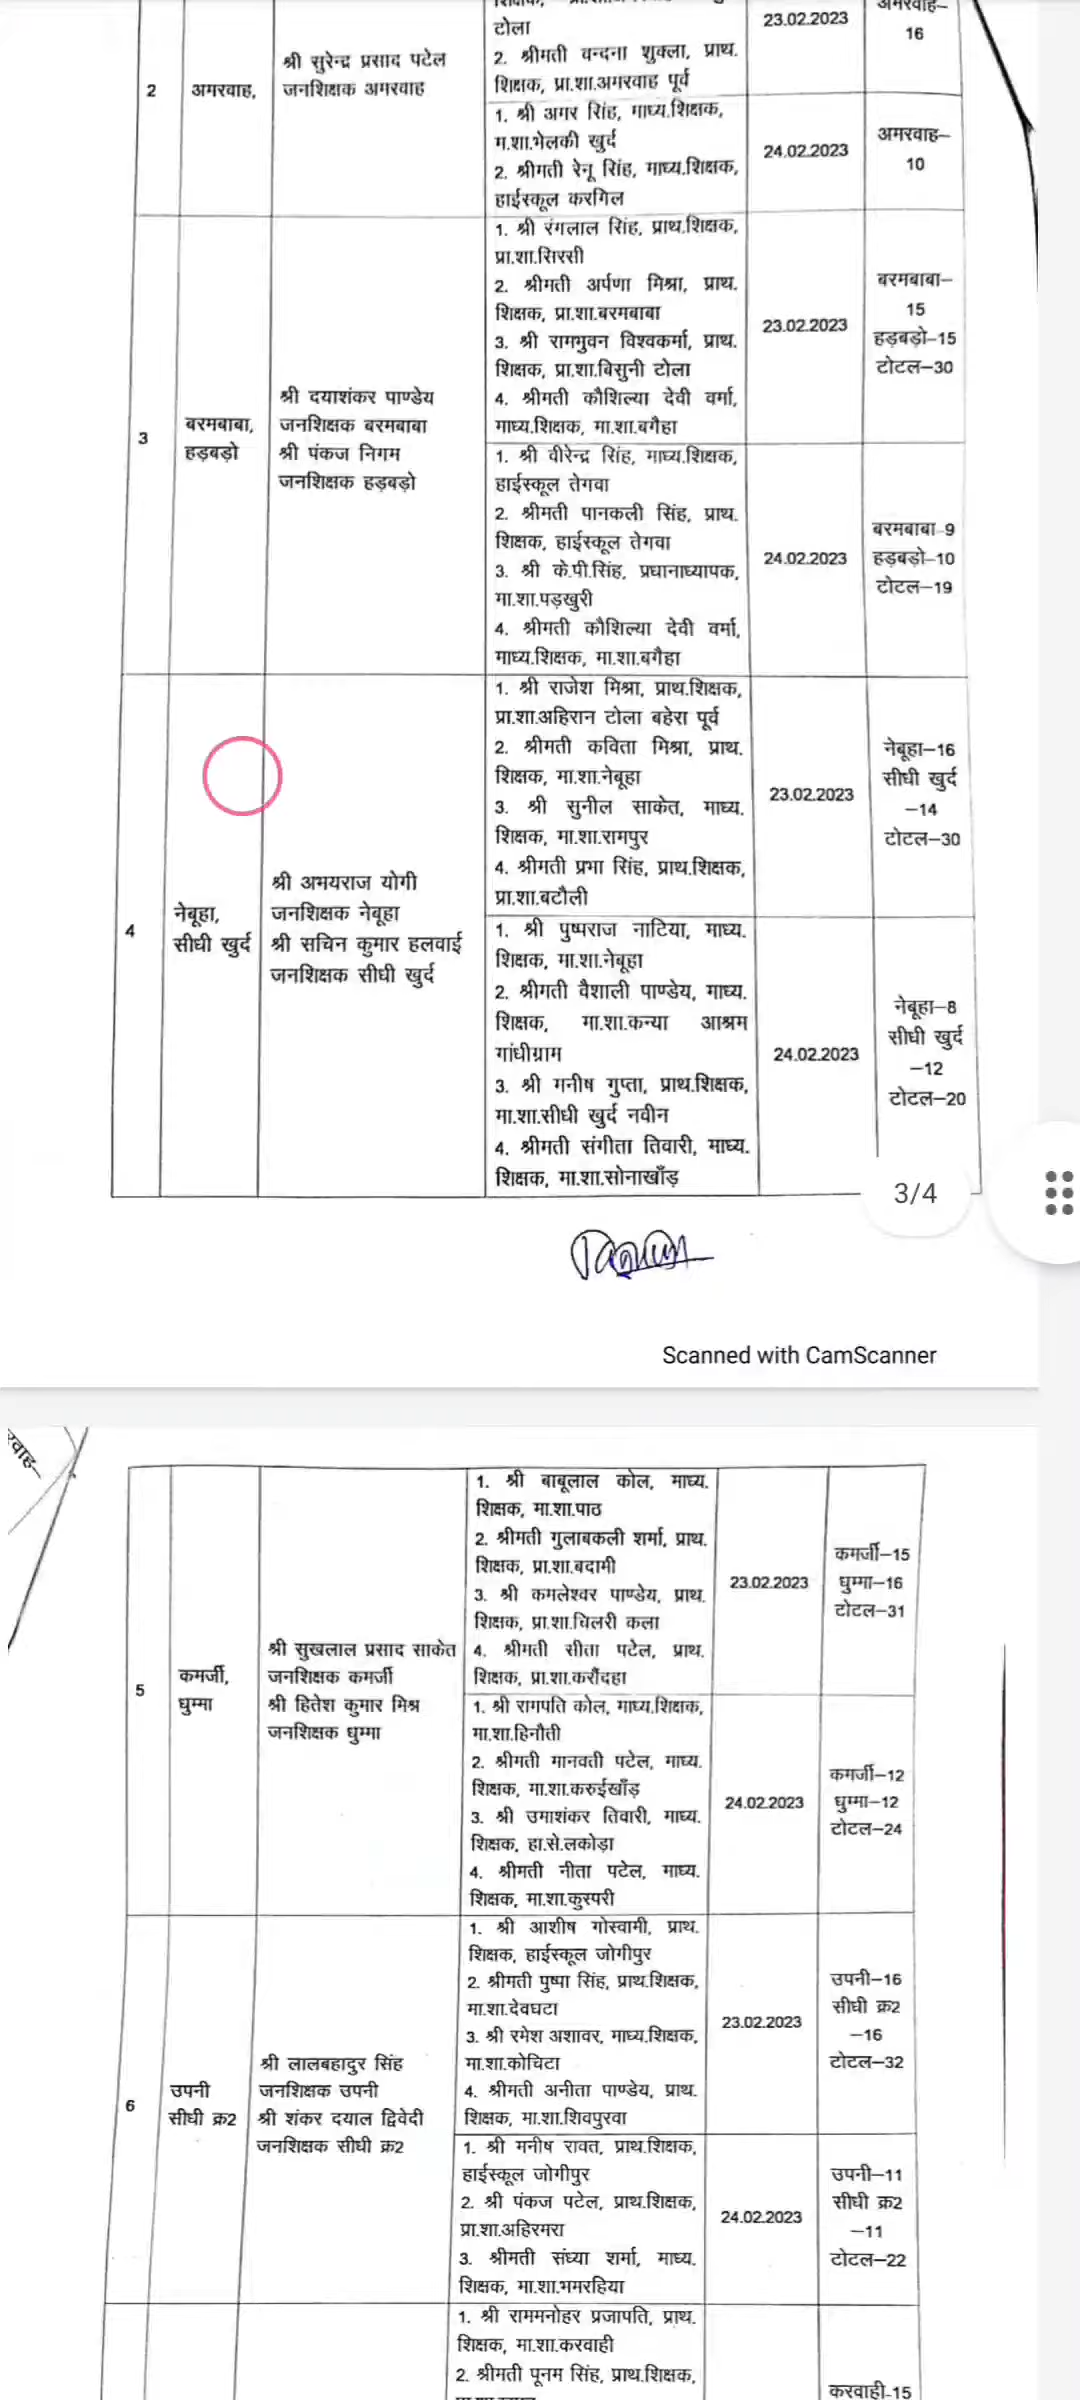 टोला
2. श्रीमती वन्दना शुक्ला, प्राथ.
शिक्षक, प्रा.शा.अमरवाह पूर्व
23.02.2023
अमरवाह–
16
2
अमरवाह,
श्री सुरेन्द्र प्रसाद पटेल
जनशिक्षक अमरवाह
1. श्री अमर सिंह, माध्य.शिक्षक,
म.शा.भेलकी खुर्द
2. श्रीमती रेनू सिंह, माध्य.शिक्षक,
हाईस्कूल करगिल
24.02.2023
अमरवाह–
10
3
बरमबाबा,
हड़बड़ो
श्री दयाशंकर पाण्डेय
जनशिक्षक बरमबाबा
श्री पंकज निगम
जनशिक्षक हड़बड़ो
1. श्री रंगलाल सिंह, प्राथ.शिक्षक,
प्रा.शा.सिरसी
2. श्रीमती अर्पणा मिश्रा, प्राथ.
शिक्षक, प्रा.शा.बरमबाबा
3. श्री रामभुवन विश्वकर्मा, प्राथ.
शिक्षक, प्रा.शा.बिसुनी टोला
4. श्रीमती कौशिल्या देवी वर्मा,
माध्य.शिक्षक, मा.शा.बगैहा
23.02.2023
बरमबाबा–
15
हड़बड़ो–15
टोटल–30
1. श्री वीरेन्द्र सिंह, माध्य.शिक्षक,
हाईस्कूल तेगवा
2. श्रीमती पानकली सिंह, प्राथ.
शिक्षक, हाईस्कूल तेगवा
3. श्री के.पी.सिंह, प्रधानाध्यापक,
मा.शा.पड़खुरी
4. श्रीमती कौशिल्या देवी वर्मा,
माध्य.शिक्षक, मा.शा.बगैहा
24.02.2023
बरमबाबा-9
हड़बड़ो–10
टोटल–19
4
नेबूहा,
सीधी खुर्द
श्री अभयराज योगी
जनशिक्षक नेबूहा
श्री सचिन कुमार हलवाई
जनशिक्षक सीधी खुर्द
1. श्री राजेश मिश्रा, प्राथ.शिक्षक,
प्रा.शा.अहिरान टोला बहेरा पूर्व
2. श्रीमती कविता मिश्रा, प्राथ.
शिक्षक, मा.शा.नेबूहा
3. श्री सुनील साकेत, माध्य.
शिक्षक, मा.शा.रामपुर
4. श्रीमती प्रभा सिंह, प्राथ.शिक्षक,
प्रा.शा.बटौली
23.02.2023
नेबूहा–16
सीधी खुर्द
–14
टोटल–30
1. श्री पुष्पराज नाटिया, माध्य.
शिक्षक, मा.शा.नेबूहा
2. श्रीमती वैशाली पाण्डेय, माध्य.
शिक्षक, मा.शा.कन्या आश्रम
गांधीग्राम
3. श्री मनीष गुप्ता, प्राथ.शिक्षक,
मा.शा.सीधी खुर्द नवीन
4. श्रीमती संगीता तिवारी, माध्य.
शिक्षक, मा.शा.सोनाखाँड़
24.02.2023
नेबूहा–8
सीधी खुर्द
–12
टोटल–20
3/4
Scanned with CamScanner
रवाह–
5
कमर्जी,
घुम्मा
श्री सुखलाल प्रसाद साकेत
जनशिक्षक कमर्जी
श्री हितेश कुमार मिश्र
जनशिक्षक घुम्मा
1. श्री बाबूलाल कोल, माध्य.
शिक्षक, मा.शा.पाठ
2. श्रीमती गुलाबकली शर्मा, प्राथ.
शिक्षक, प्रा.शा.बदामी
3. श्री कमलेश्वर पाण्डेय, प्राथ.
शिक्षक, प्रा.शा.चिलरी कला
4. श्रीमती सीता पटेल, प्राथ.
शिक्षक, प्रा.शा.करौंदहा
23.02.2023
कमर्जी–15
घुम्मा–16
टोटल–31
1. श्री रामपति कोल, माध्य.शिक्षक,
मा.शा.हिनौती
2. श्रीमती मानवती पटेल, माध्य.
शिक्षक, मा.शा.करुईखाँड़
3. श्री उमाशंकर तिवारी, माध्य.
शिक्षक, हा.से.लकोड़ा
4. श्रीमती नीता पटेल, माध्य.
शिक्षक, मा.शा.कुस्परी
24.02.2023
कमर्जी–12
घुम्मा–12
टोटल–24
6
उपनी
सीधी क्र2
श्री लालबहादुर सिंह
जनशिक्षक उपनी
श्री शंकर दयाल द्विवेदी
जनशिक्षक सीधी क्र2
1. श्री आशीष गोस्वामी, प्राथ.
शिक्षक, हाईस्कूल जोगीपुर
2. श्रीमती पुष्पा सिंह, प्राथ.शिक्षक,
मा.शा.देवघटा
3. श्री रमेश अशावर, माध्य.शिक्षक,
मा.शा.कोचिटा
4. श्रीमती अनीता पाण्डेय, प्राथ.
शिक्षक, मा.शा.शिवपुरवा
23.02.2023
उपनी–16
सीधी क्र2
–16
टोटल–32
1. श्री मनीष रावत, प्राथ.शिक्षक,
हाईस्कूल जोगीपुर
2. श्री पंकज पटेल, प्राथ.शिक्षक,
प्रा.शा.अहिरमरा
3. श्रीमती संध्या शर्मा, माध्य.
शिक्षक, मा.शा.भमरहिया
24.02.2023
उपनी–11
सीधी क्र2
–11
टोटल–22
1. श्री राममनोहर प्रजापति, प्राथ.
शिक्षक, मा.शा.करवाही
2. श्रीमती पूनम सिंह, प्राथ.शिक्षक,
करवाही-15